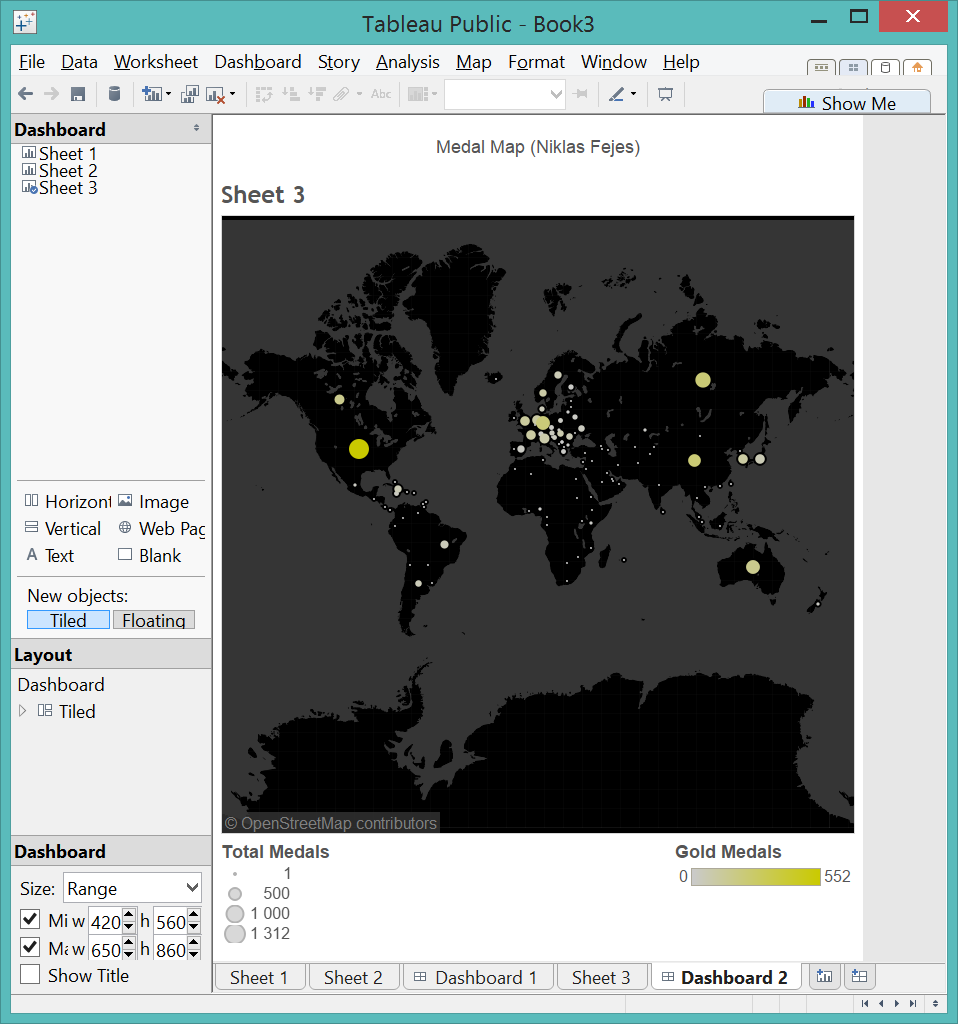 Tableau Public - Book3
File Data Worksheet Dashboard Story Analysis Map Format Window Help
Abc
Show Me
Dashboard
Sheet 1
Sheet 2
Sheet 3
Horizont Image
Vertical Web Pag
A Text Blank
New objects:
Tiled Floating
Layout
Dashboard
Tiled
Dashboard
Size: Range
Mi w 420 h 560
Ma w 650 h 860
Show Title
Medal Map (Niklas Fejes)
Sheet 3
© OpenStreetMap contributors
Total Medals
1
500
1 000
1 312
Gold Medals
0 552
Sheet 1 Sheet 2 Dashboard 1 Sheet 3 Dashboard 2